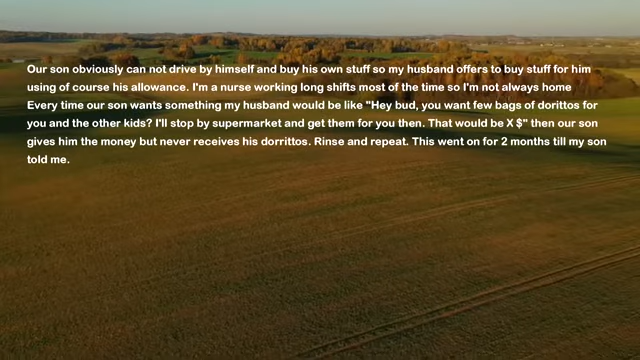 Our son obviously can not drive by himself and buy his own stuff so my husband offers to buy stuff for him
using of course his allowance. I'm a nurse working long shifts most of the time so I'm not always home
Every time our son wants something my husband would be like "Hey bud, you want few bags of dorittos for
you and the other kids? I'll stop by supermarket and get them for you then. That would be X $" then our son
gives him the money but never receives his dorrittos. Rinse and repeat. This went on for 2 months till my son
told me.